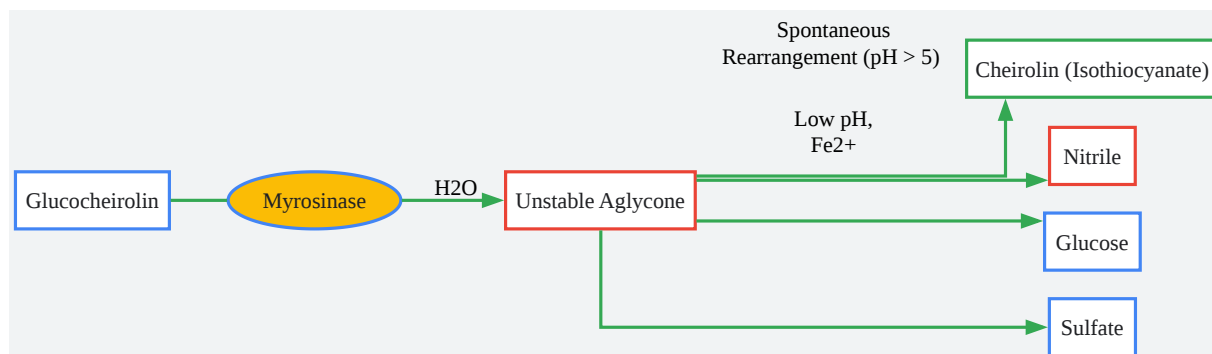 Spontaneous
Rearrangement (pH > 5)
Cheirolin (Isothiocyanate)
Low pH,
Fe2+
Nitrile
Glucocheirolin
Myrosinase
H2O
Unstable Aglycone
Glucose
Sulfate